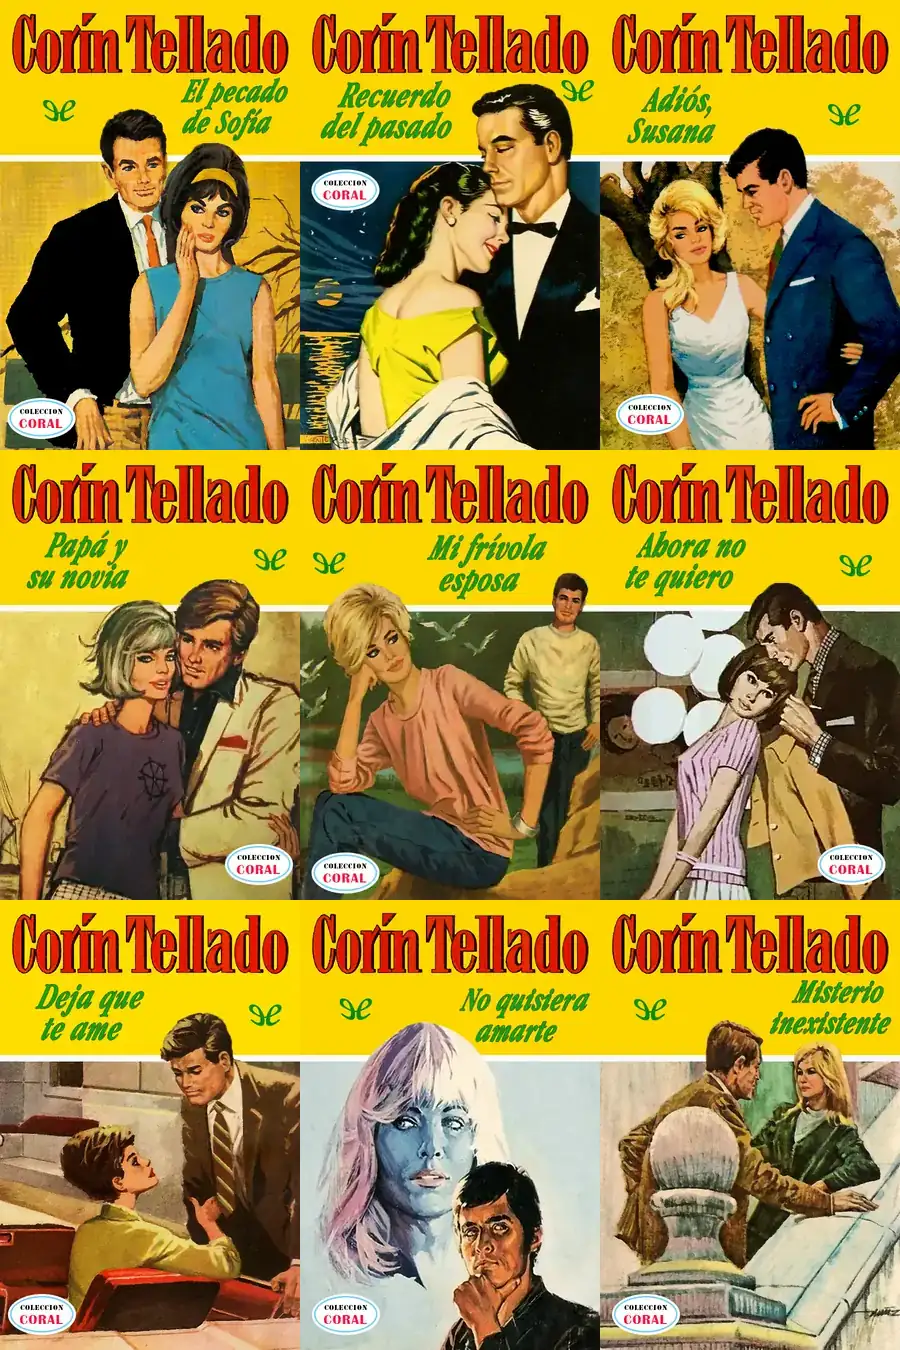 Corín Tellado
El pecado
de Sofía
COLECCION
CORAL
Corín Tellado
Recuerdo
del pasado
COLECCION
CORAL
Corín Tellado
Adiós,
Susana
COLECCION
CORAL
Corín Tellado
Papá y
su novia
COLECCION
CORAL
Corín Tellado
Mi frívola
esposa
COLECCION
CORAL
Corín Tellado
Ahora no
te quiero
COLECCION
CORAL
Corín Tellado
Deja que
te ame
COLECCION
CORAL
Corín Tellado
No quisiera
amarte
COLECCION
CORAL
Corín Tellado
Misterio
inexistente
COLECCION
CORAL